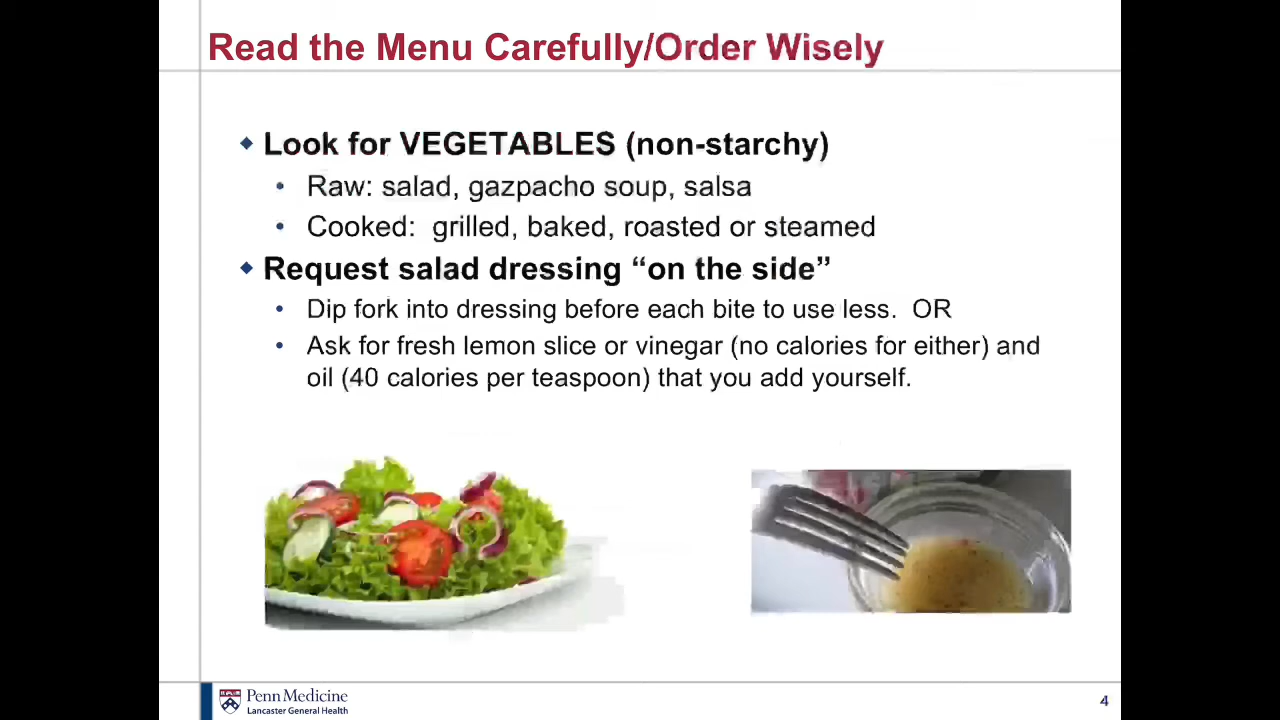 Read the Menu Carefully/Order Wisely
Look for VEGETABLES (non-starchy)
Raw: salad, gazpacho soup, salsa
Cooked: grilled, baked, roasted or steamed
Request salad dressing “on the side”
Dip fork into dressing before each bite to use less. OR
Ask for fresh lemon slice or vinegar (no calories for either) and
oil (40 calories per teaspoon) that you add yourself.
Penn Medicine
Lancaster General Health
4